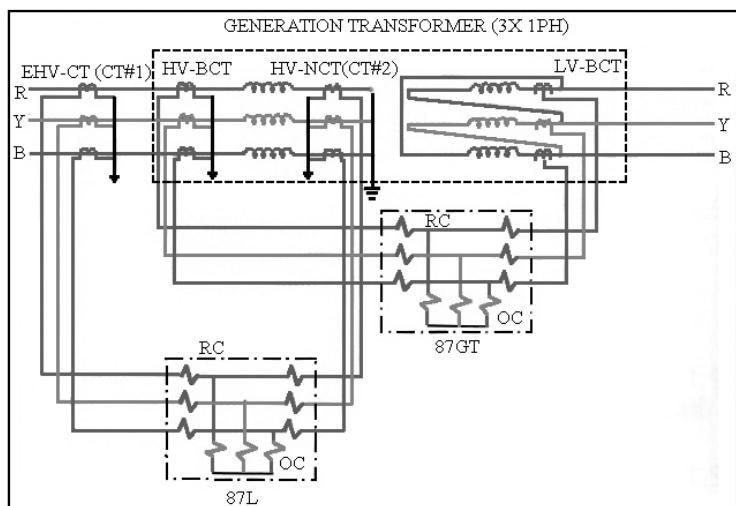 GENERATION TRANSFORMER (3X 1PH)
EHV-CT (CT#1)
HV-BCT
HV-NCT(CT#2)
LV-BCT
R
R
Y
Y
B
B
RC
OC
87GT
RC
OC
87L